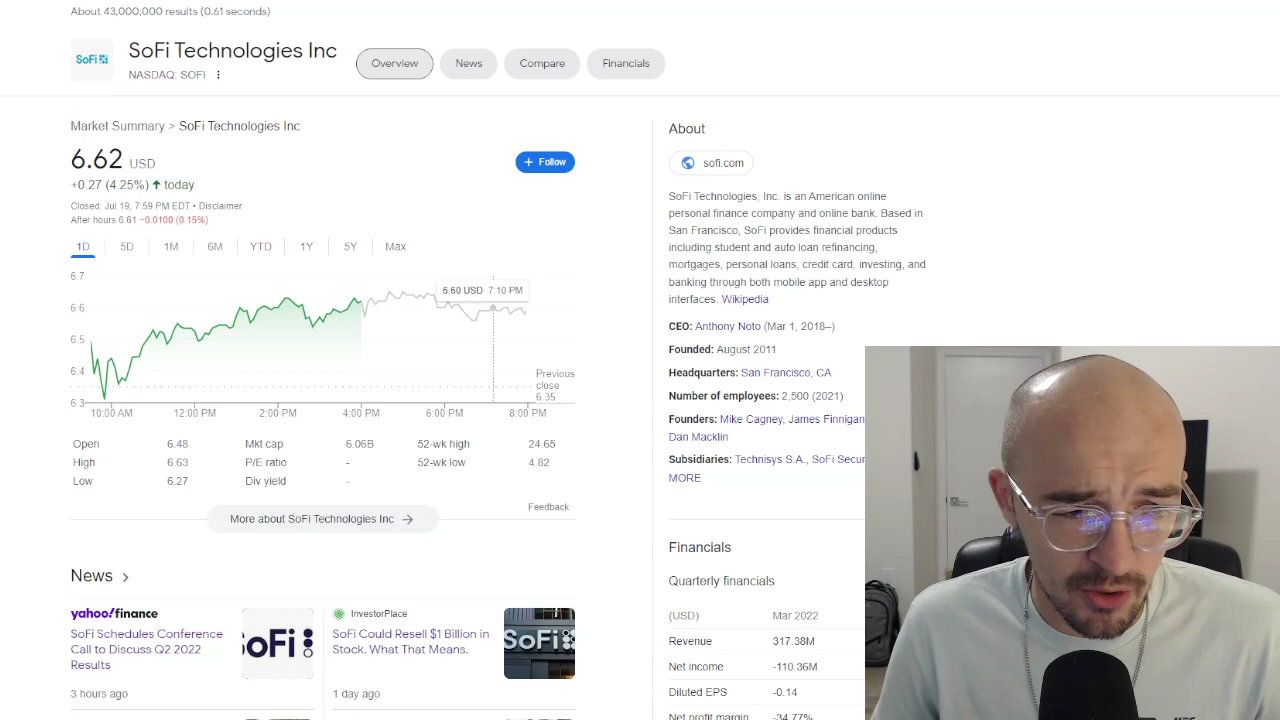 About 43,000,000 results (0.61 seconds)
SoFi
SoFi Technologies Inc
NASDAQ: SOFI
Overview
News
Compare
Financials
Market Summary > SoFi Technologies Inc
6.62 USD
+ Follow
+0.27 (4.25%) today
Closed: Jul 19, 7:59 PM EDT • Disclaimer
After hours 6.61 −0.0100 (0.15%)
1D 5D 1M 6M YTD 1Y 5Y Max
6.7
6.6
6.5
6.4
6.3
6.60 USD 7:10 PM
Previous
close
6.35
10:00 AM 12:00 PM 2:00 PM 4:00 PM 6:00 PM 8:00 PM
Open 6.48 Mkt cap 6.06B 52-wk high 24.65
High 6.63 P/E ratio - 52-wk low 4.82
Low 6.27 Div yield -
Feedback
More about SoFi Technologies Inc
News
yahoo!finance
SoFi Schedules Conference
Call to Discuss Q2 2022
Results
3 hours ago
SoFi
InvestorPlace
SoFi Could Resell $1 Billion in
Stock. What That Means.
1 day ago
SoFi
About
sofi.com
SoFi Technologies, Inc. is an American online
personal finance company and online bank. Based in
San Francisco, SoFi provides financial products
including student and auto loan refinancing,
mortgages, personal loans, credit card, investing, and
banking through both mobile app and desktop
interfaces. Wikipedia
CEO: Anthony Noto (Mar 1, 2018–)
Founded: August 2011
Headquarters: San Francisco, CA
Number of employees: 2,500 (2021)
Founders: Mike Cagney, James Finnigan
Dan Macklin
Subsidiaries: Technisys S.A., SoFi Secur
MORE
Financials
Quarterly financials
(USD) Mar 2022
Revenue 317.38M
Net income -110.36M
Diluted EPS -0.14
Net profit margin -34.77%